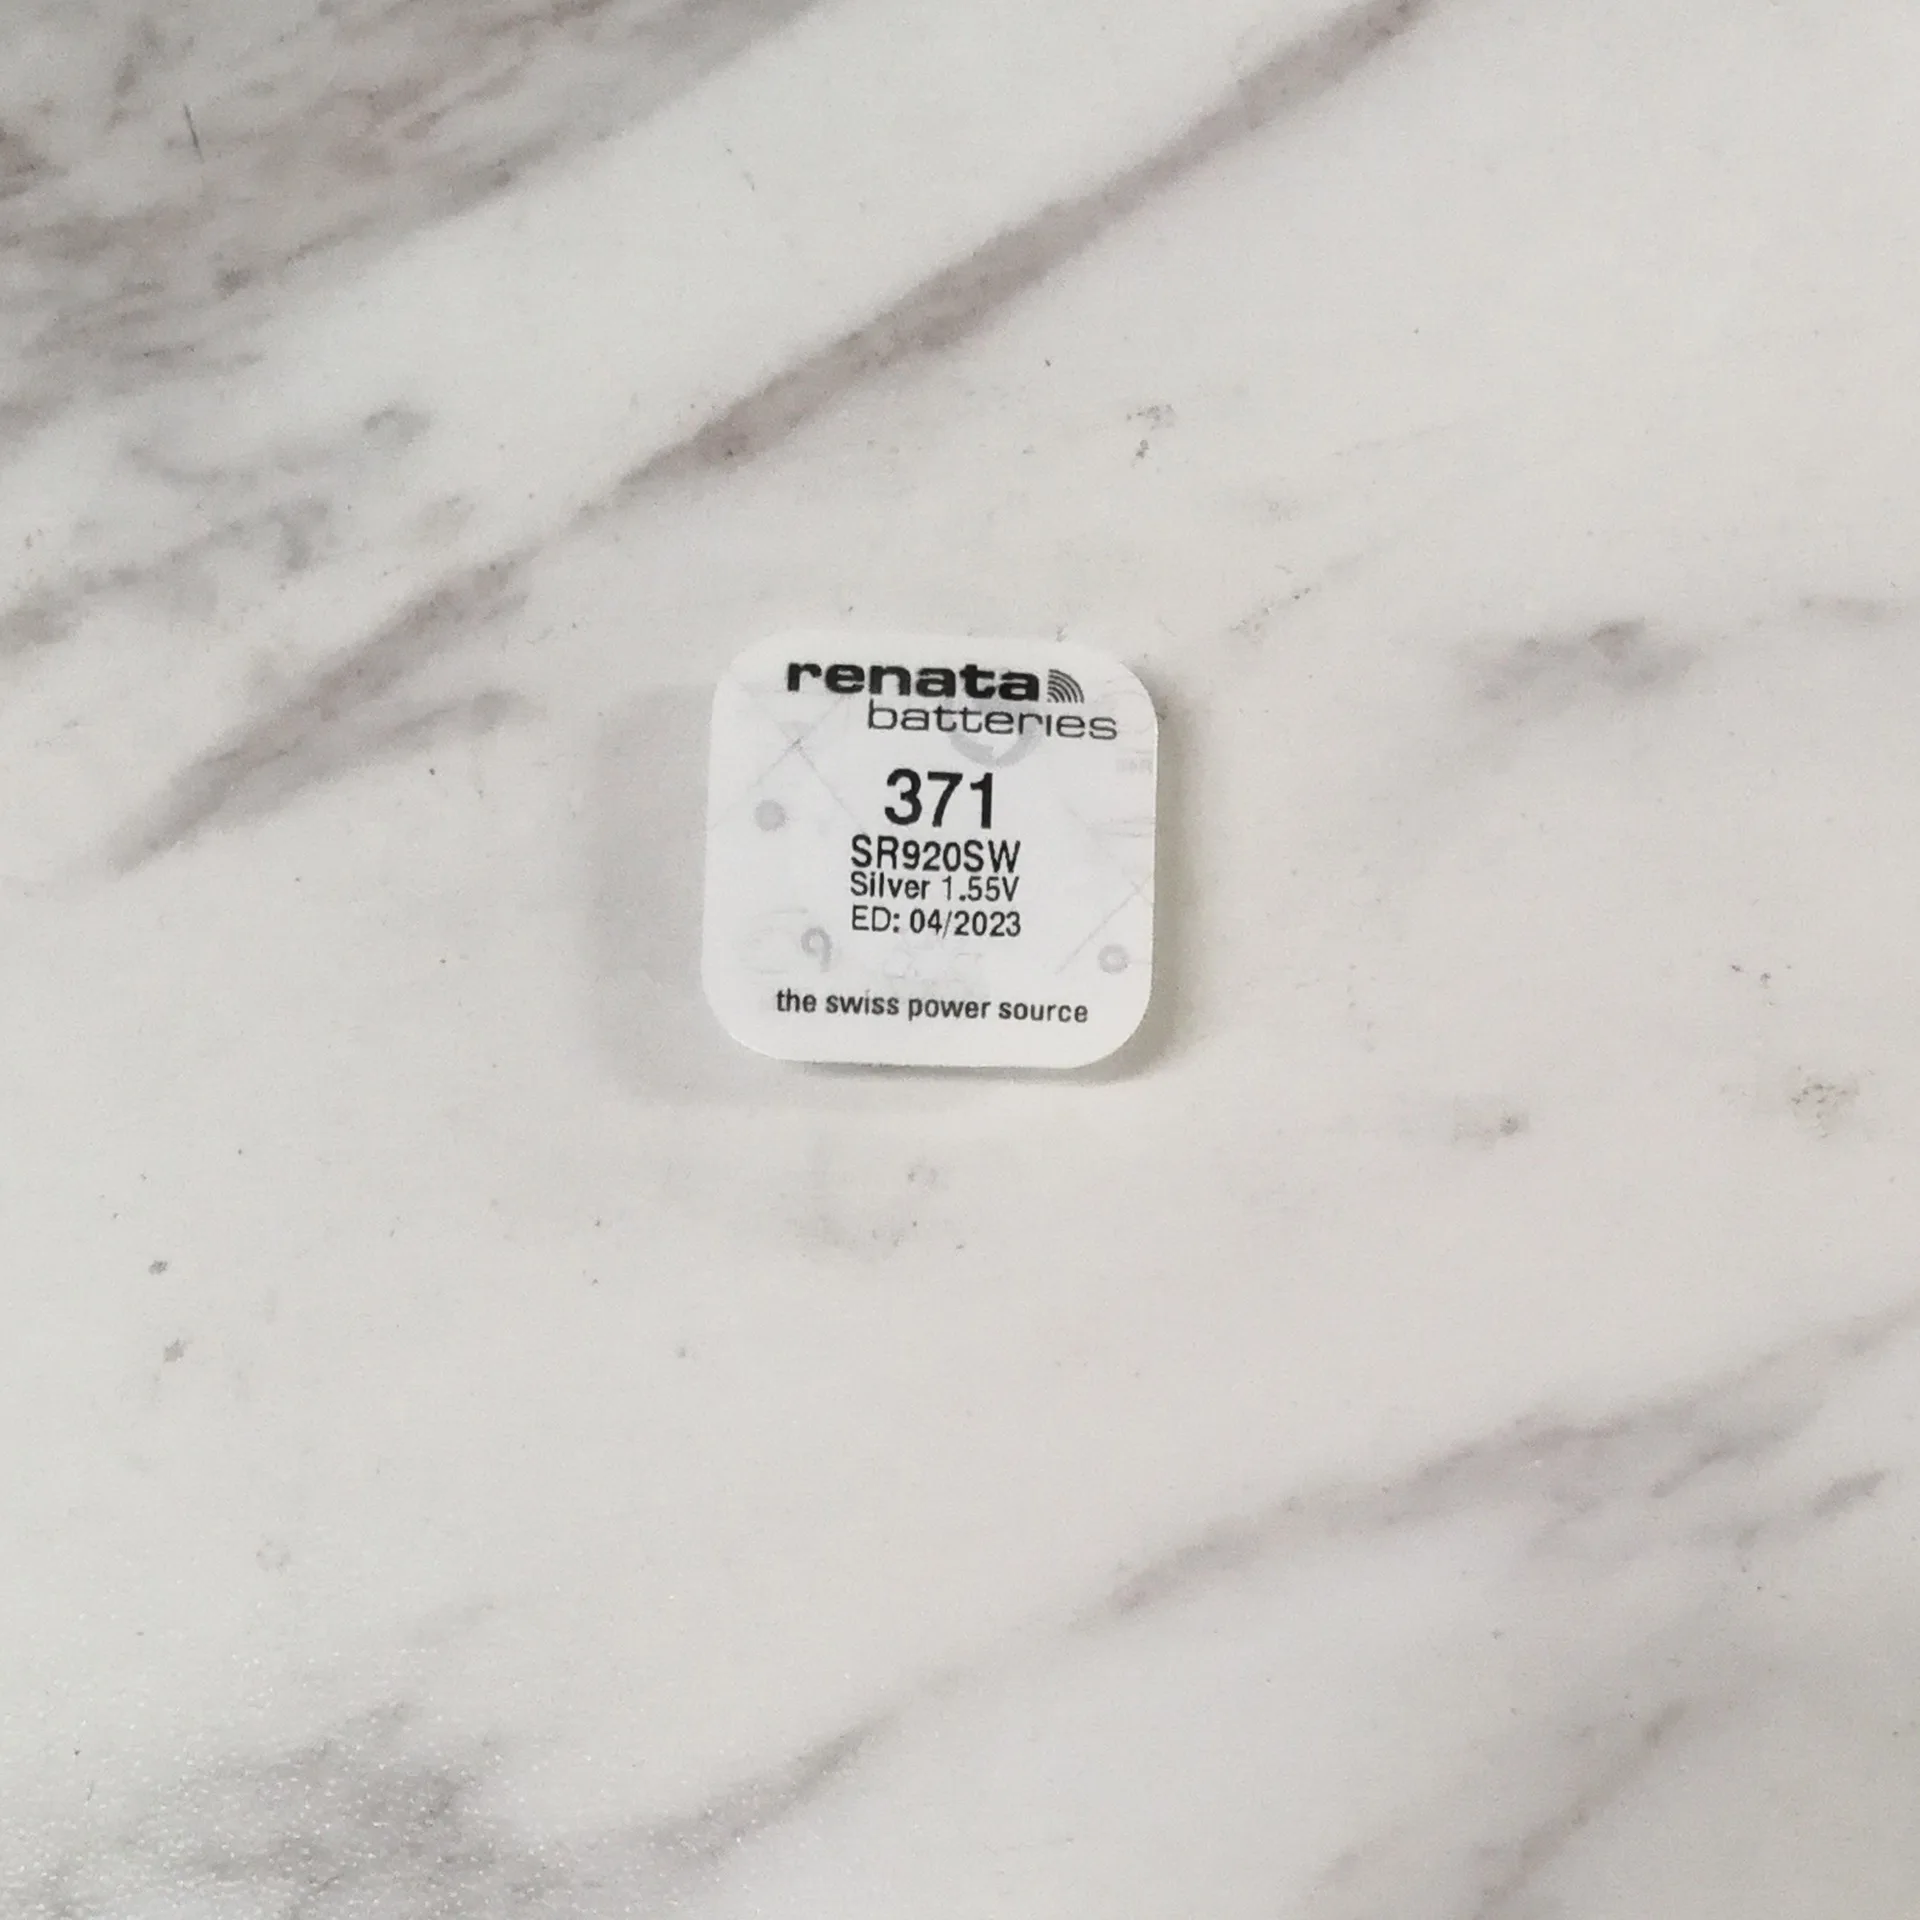 renata
batteries
371
SR920SW
Silver 1.55V
ED: 04/2023
the swiss power source